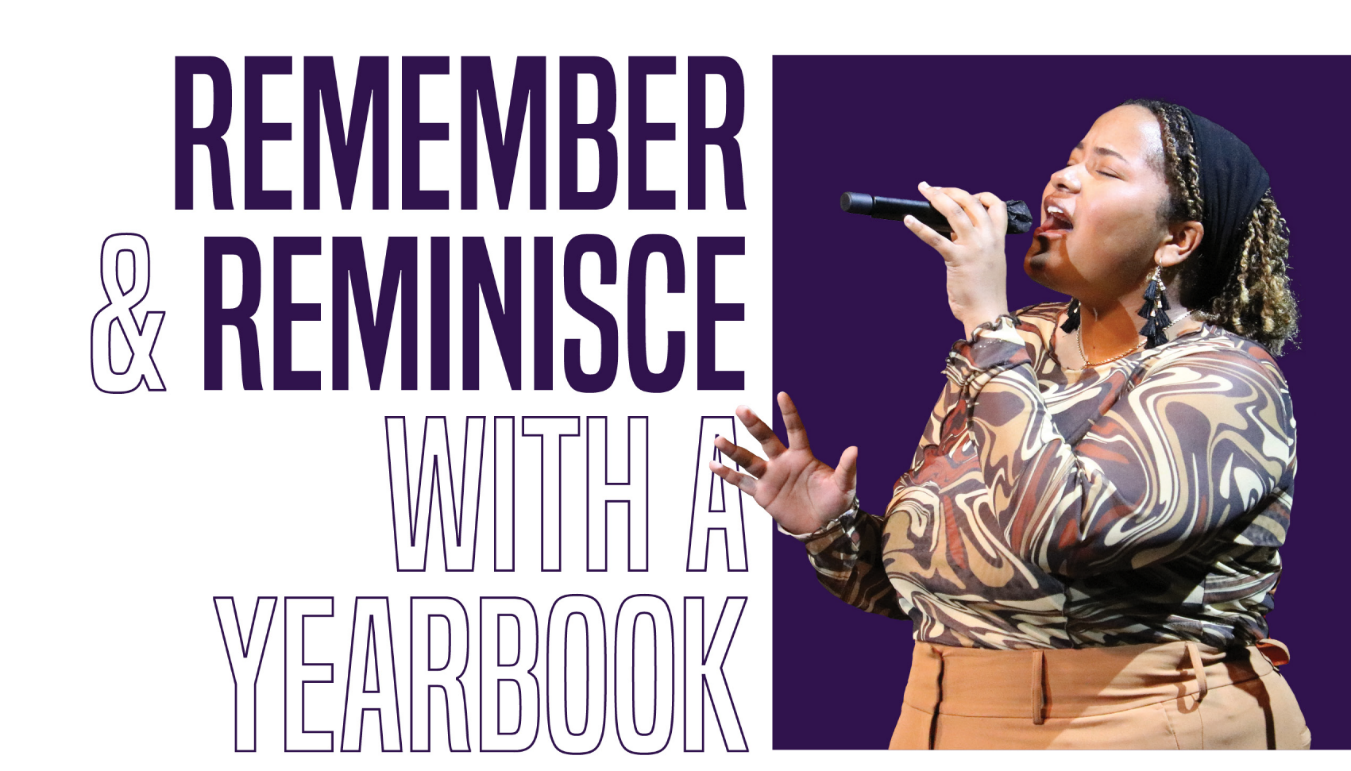 REMEMBER
& REMINISCE
WITH A
YEARBOOK